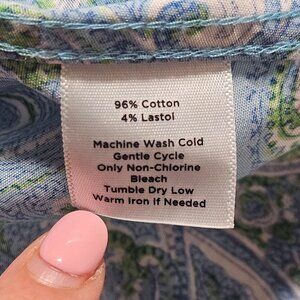 96% Cotton
4% Lastol
Machine Wash Cold
Gentle Cycle
Only Non-Chlorine
Bleach
Tumble Dry Low
Warm Iron if Needed